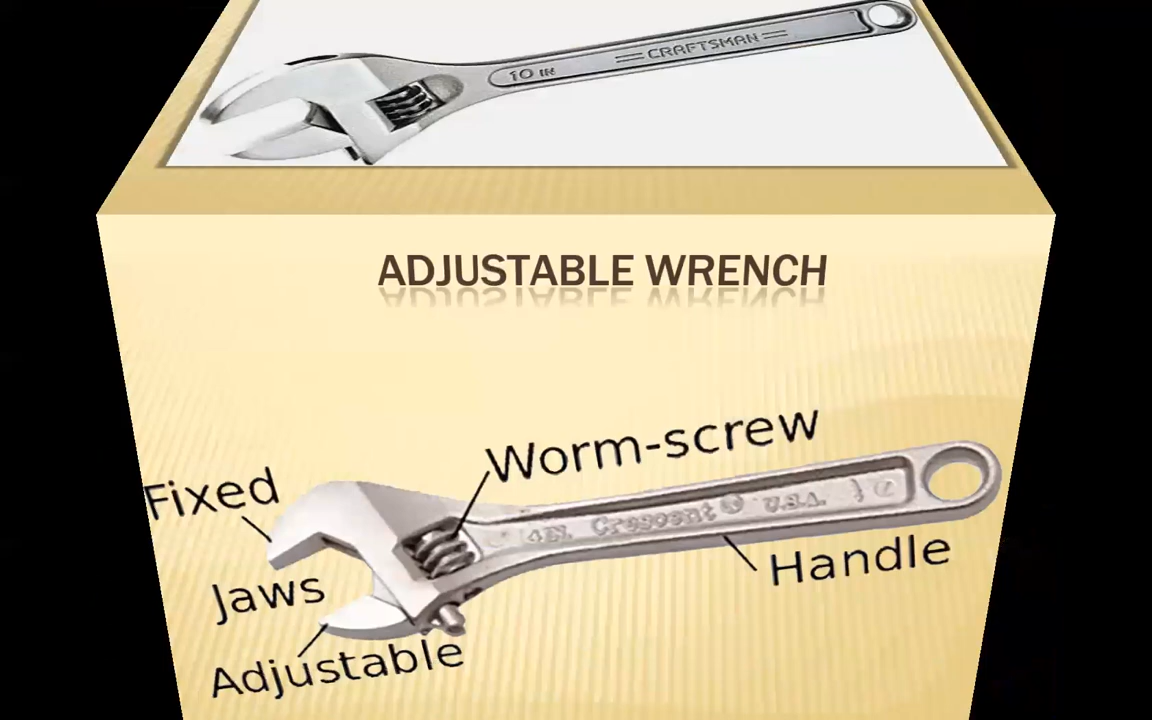 10 IN CRAFTSMAN
ADJUSTABLE WRENCH
Worm-screw
Fixed
Crescent U.S.A.
Handle
Jaws
Adjustable